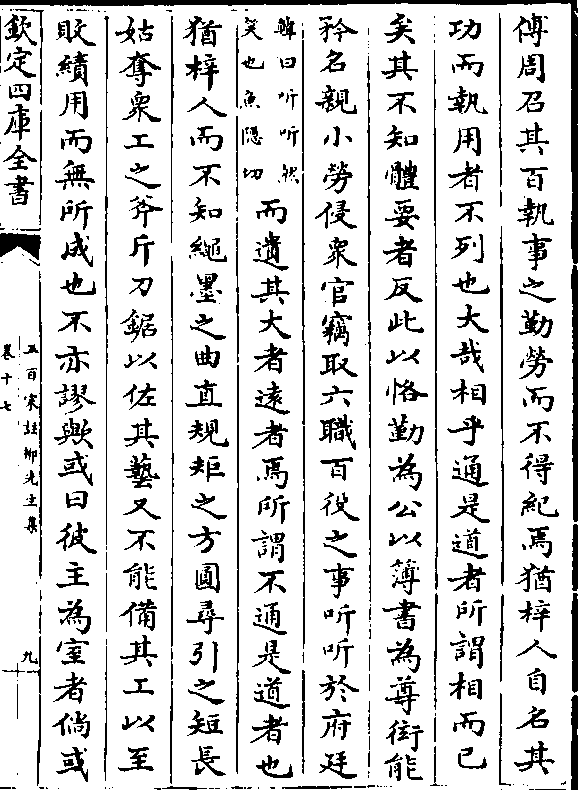 傅周召其百執事之勤勞而不得紀焉猶梓人自名其
功而執用者不列也大哉相乎通是道者所謂相而已
矣其不知體要者反此以恪勤為公以簿書為尊衒能
矜名親小勞侵衆官竊取六職百役之事听听於府廷
韓曰听听然
矣也魚隱切
而遺其大者遠者焉所謂不通是道者也
猶梓人而不知繩墨之曲直規矩之方圓尋引之短長
姑奪衆工之斧斤刀鋸以佐其藝又不能備其工以至
敗績用而無所成也不亦謬歟或曰彼主為室者倘或
欽定四庫全書
五百家註柳先生集
卷十七
九